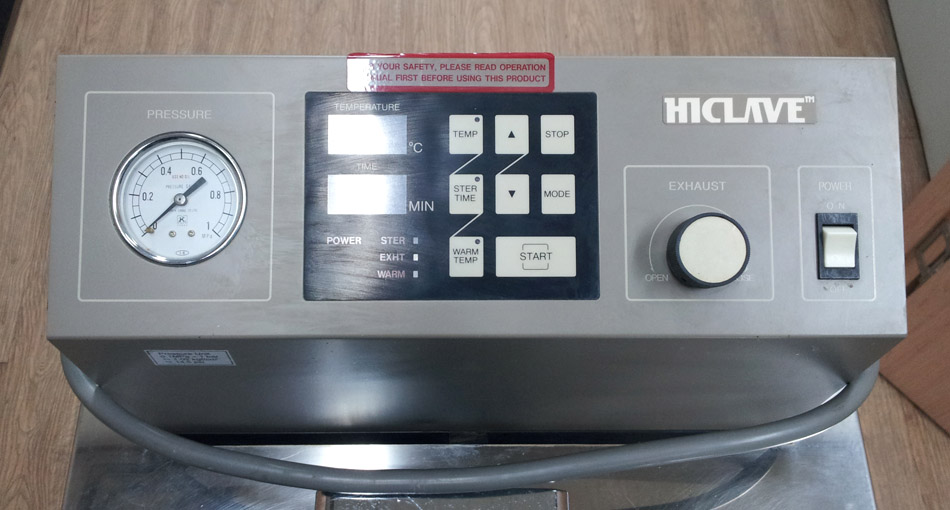 YOUR SAFETY, PLEASE READ OPERATION
UAL FIRST BEFORE USING THIS PRODUCT
PRESSURE
0.2
0.4
0.6
0.8
1
PRESSURE
K
TEMPERATURE
°C
TIME
MIN
POWER STER
EXHT
WARM
TEMP ▲ STOP
STER TIME ▼ MODE
WARM TEMP START
HICLAVE™
EXHAUST
OPEN
POWER
ON